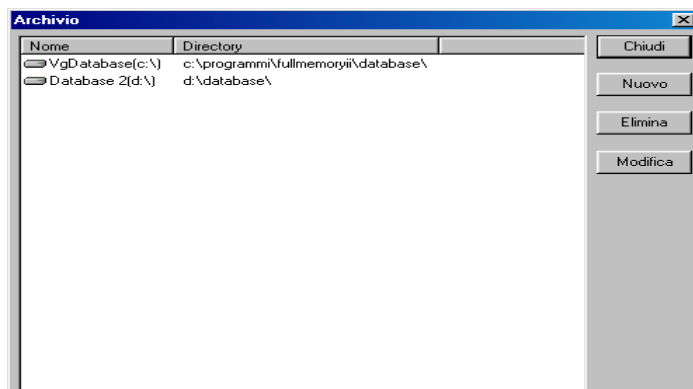 Archivio
Nome Directory
VgDatabase(c:\) c:\programmi\fullmemoryii\database\
Database 2(d:\) d:\database\
Chiudi
Nuovo
Elimina
Modifica